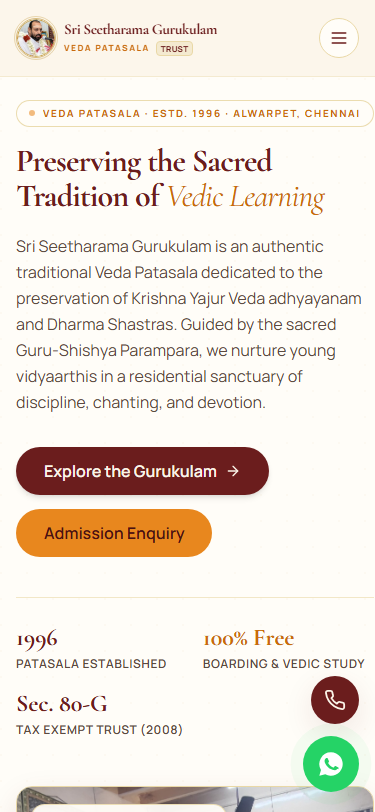 Sri Seetharama Gurukulam
VEDA PATASALA TRUST
VEDA PATASALA · ESTD. 1996 · ALWARPET, CHENNAI
Preserving the Sacred
Tradition of Vedic Learning
Sri Seetharama Gurukulam is an authentic
traditional Veda Patasala dedicated to the
preservation of Krishna Yajur Veda adhyayanam
and Dharma Shastras. Guided by the sacred
Guru-Shishya Parampara, we nurture young
vidyaarthis in a residential sanctuary of
discipline, chanting, and devotion.
Explore the Gurukulam →
Admission Enquiry
1996
PATASALA ESTABLISHED
100% Free
BOARDING & VEDIC STUDY
Sec. 80-G
TAX EXEMPT TRUST (2008)